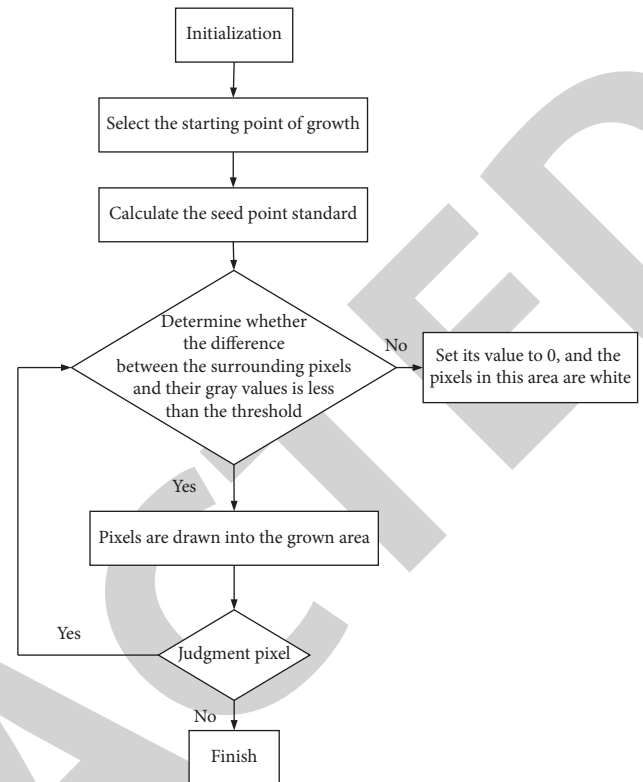 Initialization
Select the starting point of growth
Calculate the seed point standard
Determine whether
the difference
between the surrounding pixels
and their gray values is less
than the threshold
No
Set its value to 0, and the
pixels in this area are white
Yes
Pixels are drawn into the grown area
Yes
Judgment pixel
No
Finish
ACTED